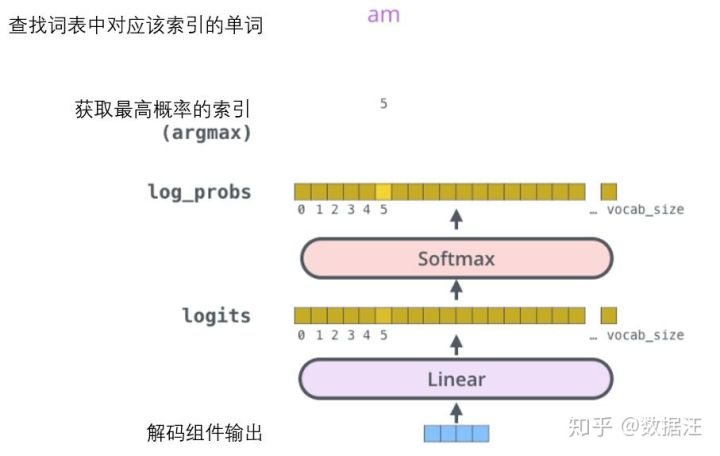 查找词表中对应该索引的单词
am
获取最高概率的索引
(argmax)
5
log_probs
0 1 2 3 4 5 … vocab_size
Softmax
logits
0 1 2 3 4 5 … vocab_size
Linear
解码组件输出
知乎 @数据汪